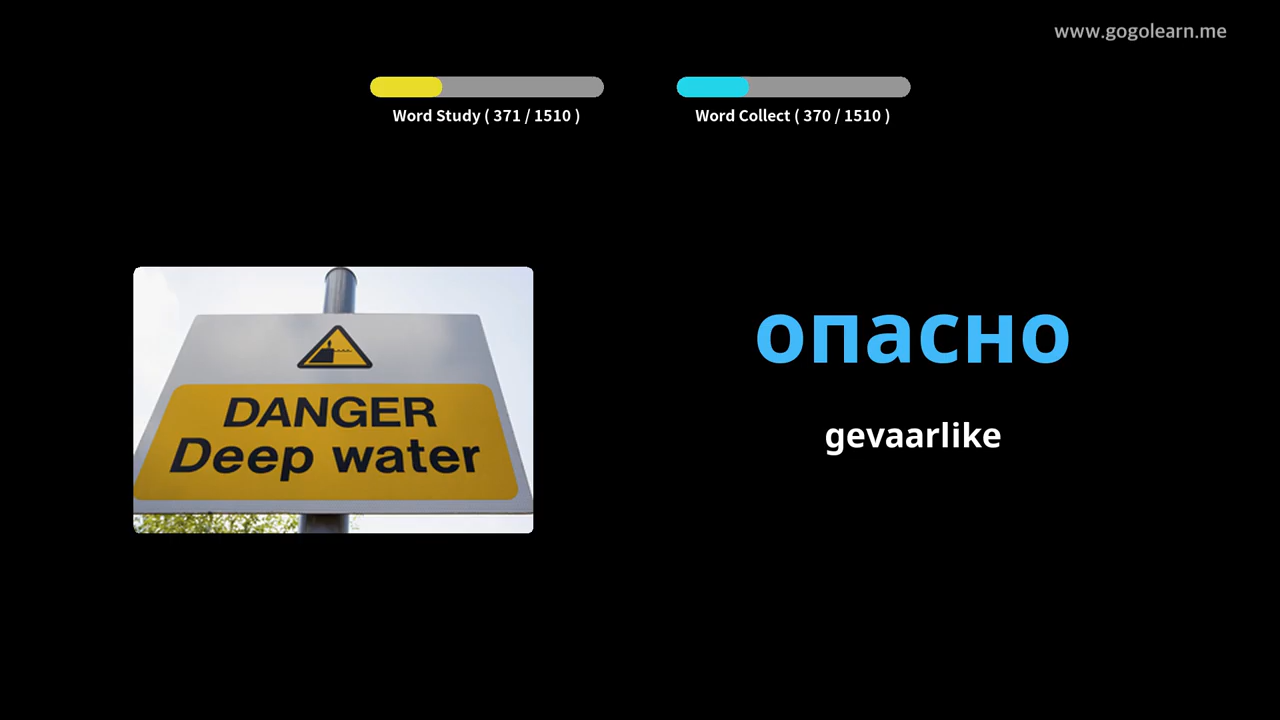 www.gogolearn.me
Word Study ( 371 / 1510 )
Word Collect ( 370 / 1510 )
DANGER
Deep water
опасно
gevaarlike